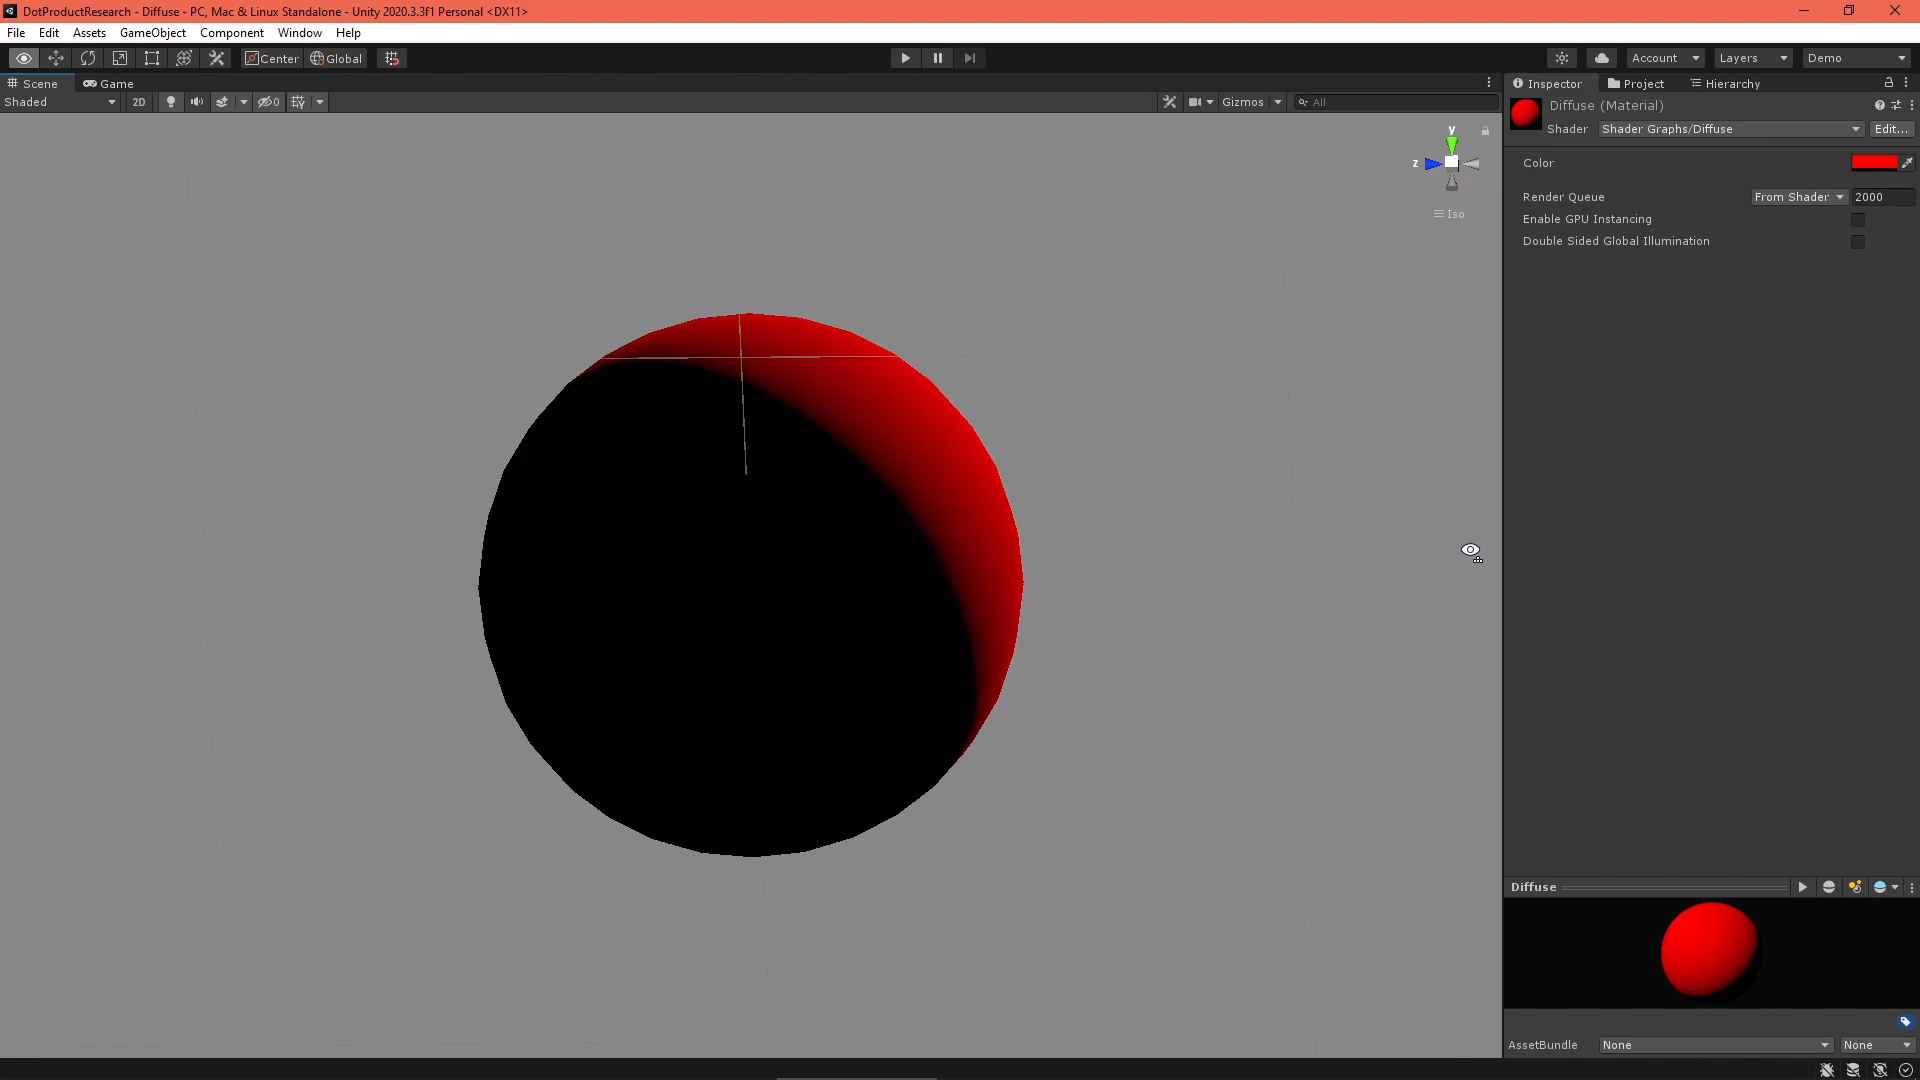 DotProductResearch - Diffuse - PC, Mac & Linux Standalone - Unity 2020.3.3f1 Personal <DX11>
File Edit Assets GameObject Component Window Help
Center Global
Account Layers Demo
Scene Game
Inspector Project Hierarchy
Shaded 2D 0 Gizmos All
Diffuse (Material)
Shader Shader Graphs/Diffuse Edit...
y
z
Iso
Color
Render Queue From Shader 2000
Enable GPU Instancing
Double Sided Global Illumination
Diffuse
AssetBundle None None